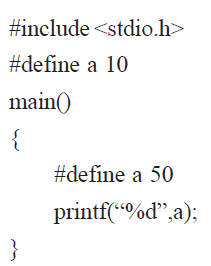 #include <stdio.h>
#define a 10
main()
{
#define a 50
printf(“%d”,a);
}